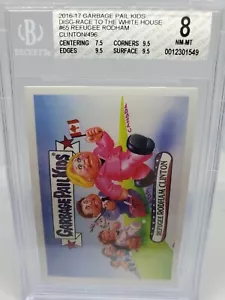 BECKETT
2016-17 GARBAGE PAIL KIDS
DISG-RACE TO THE WHITE HOUSE
#65 REFUGEE RODHAM
CLINTON/496
CENTERING 7.5 CORNERS 9.5
EDGES 9.5 SURFACE 9.5
8
NM-MT
0012301549
GARBAGE PAIL KIDS
REFUGEE RODHAM CLINTON